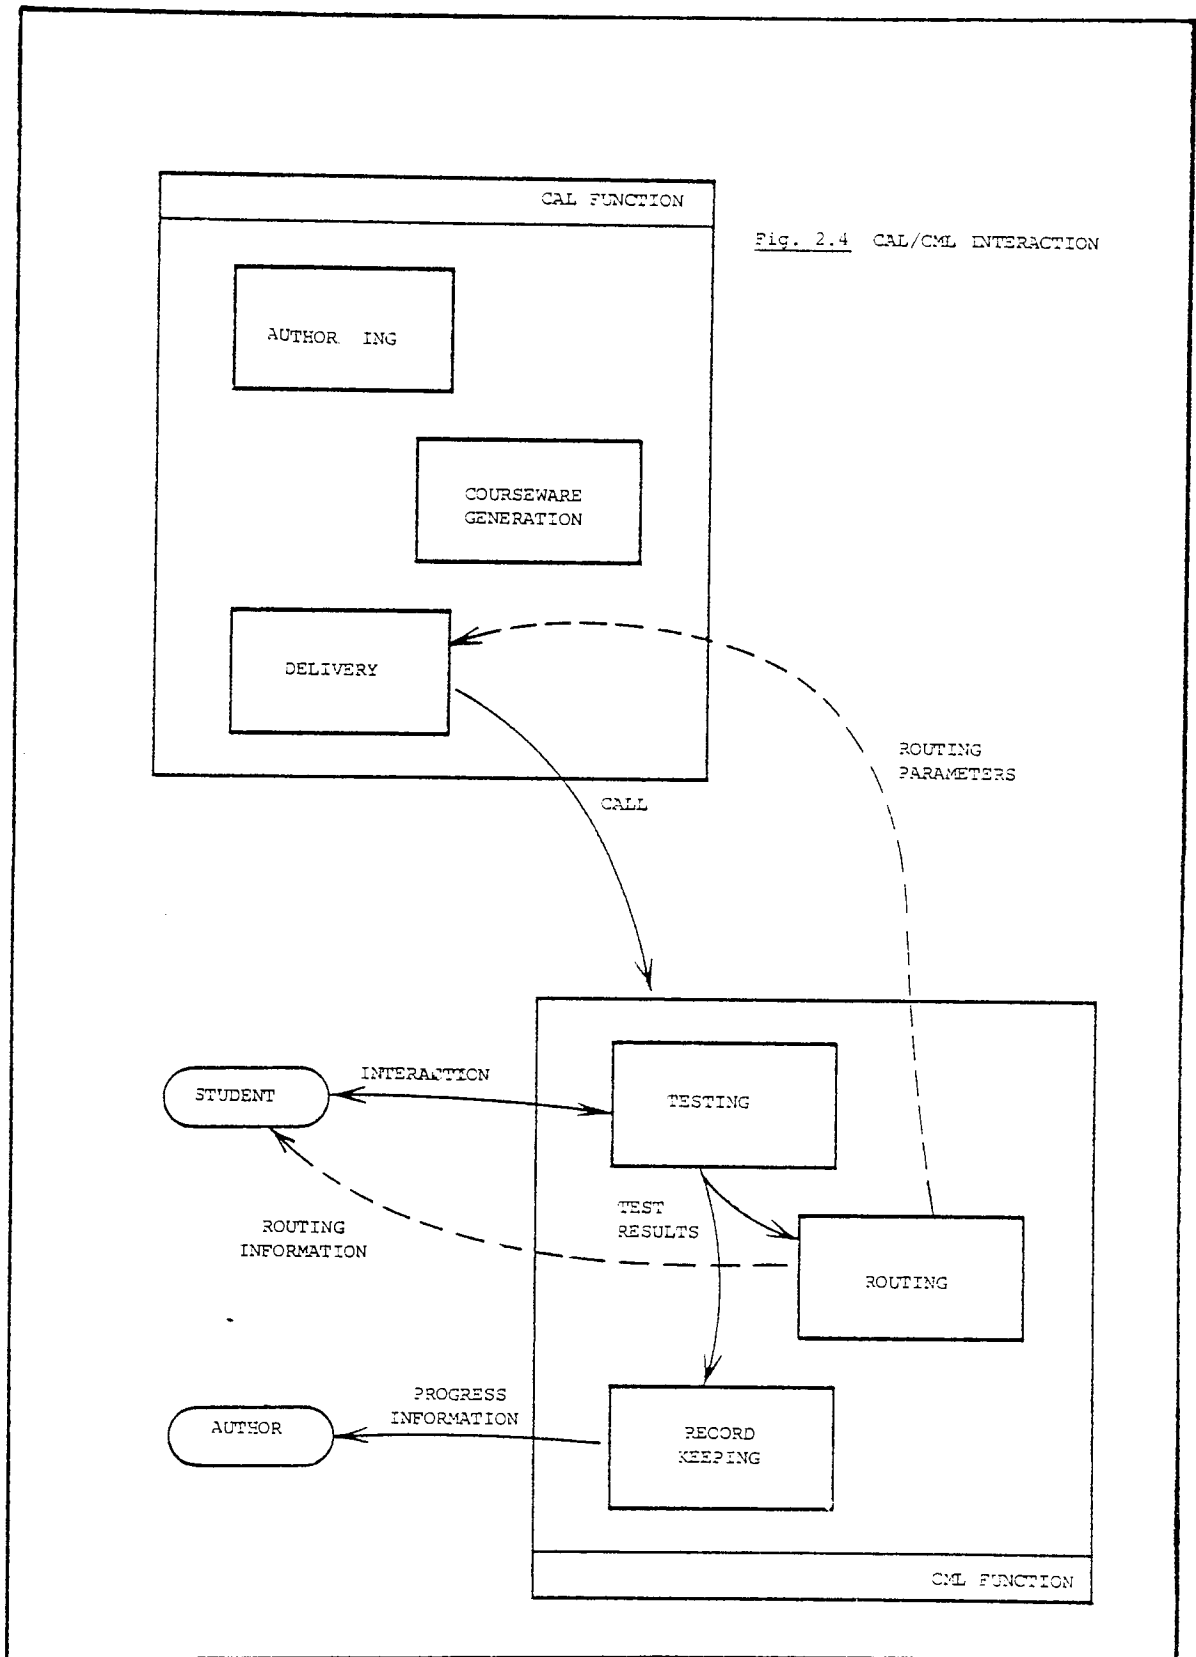 CAL FUNCTION
Fig. 2.4 CAL/CML INTERACTION
AUTHOR ING
COURSEWARE
GENERATION
DELIVERY
ROUTING
PARAMETERS
CALL
INTERACTION
STUDENT
TESTING
TEST
RESULTS
ROUTING
INFORMATION
ROUTING
PROGRESS
INFORMATION
AUTHOR
RECORD
KEEPING
CML FUNCTION